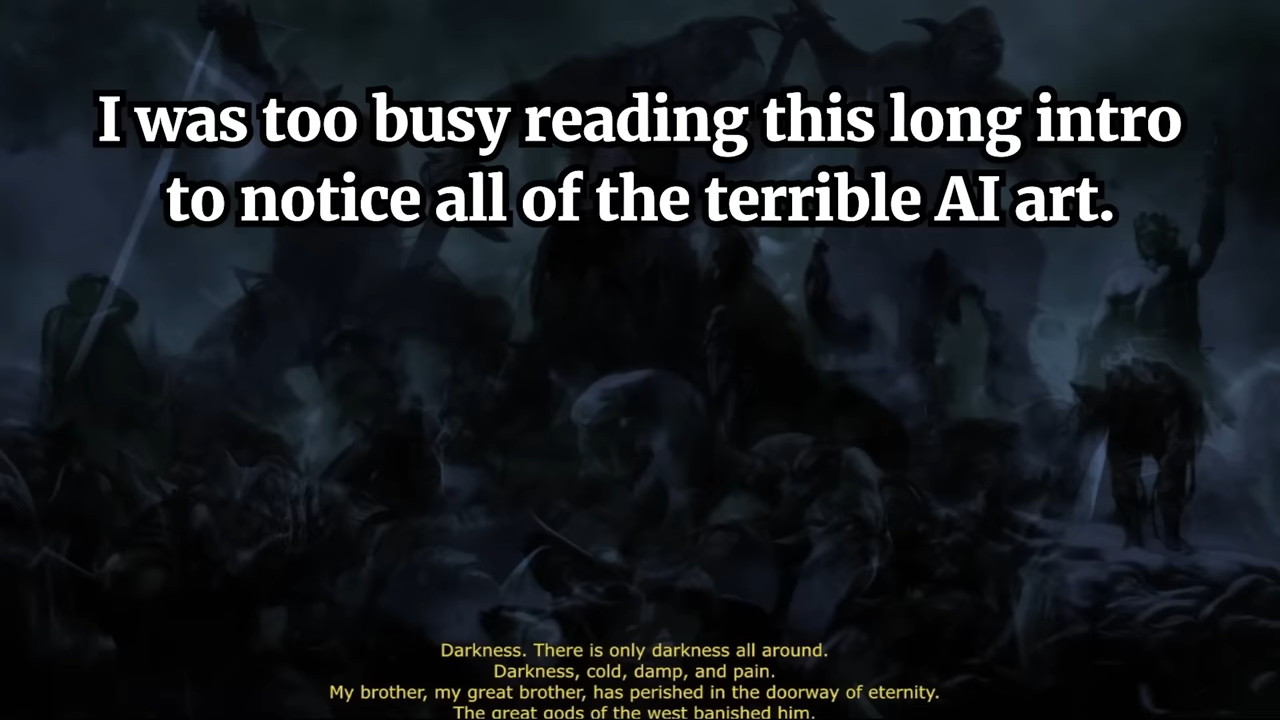 I was too busy reading this long intro
to notice all of the terrible AI art.
Darkness. There is only darkness all around.
Darkness, cold, damp, and pain.
My brother, my great brother, has perished in the doorway of eternity.
The great gods of the west banished him.